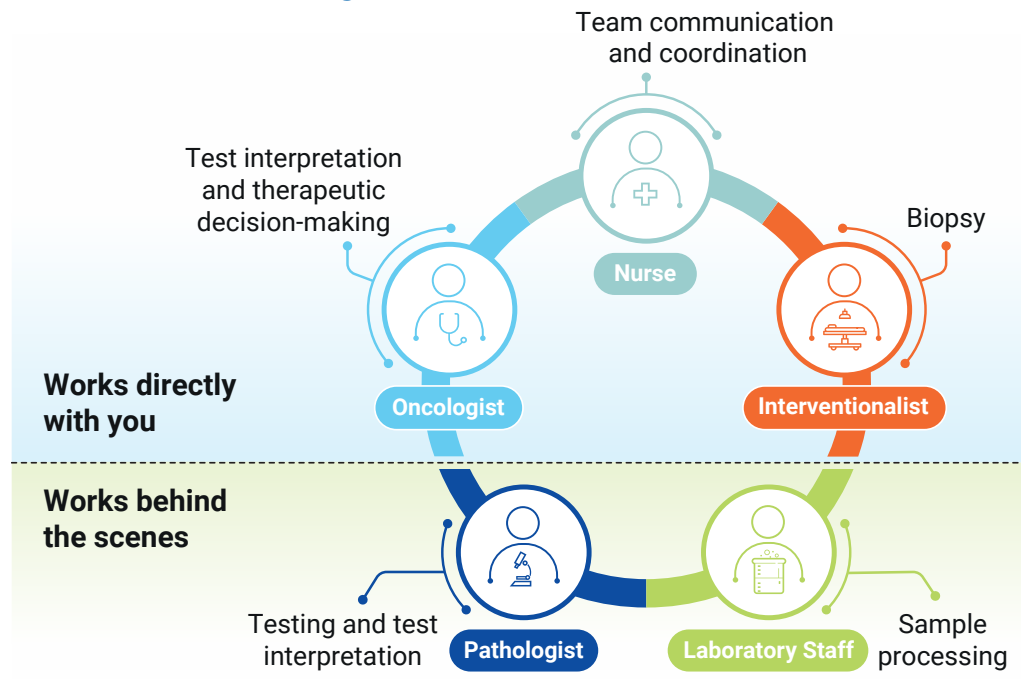 Team communication
and coordination
Test interpretation
and therapeutic
decision-making
Biopsy
Nurse
Works directly
with you
Oncologist
Interventionalist
Works behind
the scenes
Testing and test
interpretation
Pathologist
Laboratory Staff
Sample
processing